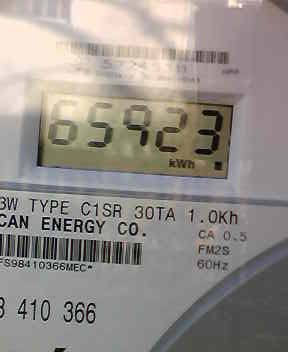 65923
kWh
3W TYPE C1SR 30TA 1.0Kh
CAN ENERGY CO.
CA 0.5
FM2S
60Hz
FS98410366MEC*
3 410 366